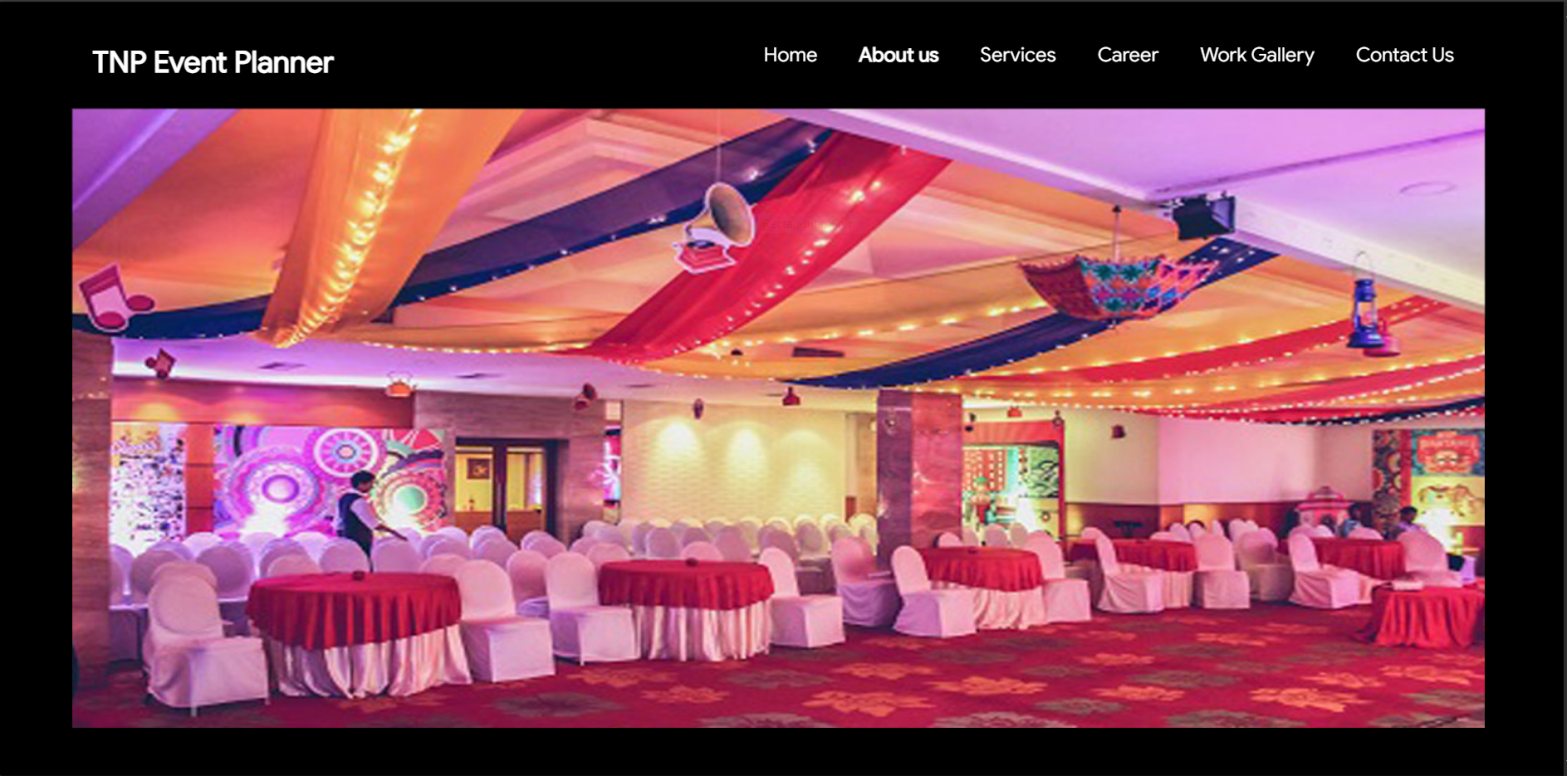 TNP Event Planner
Home About us Services Career Work Gallery Contact Us